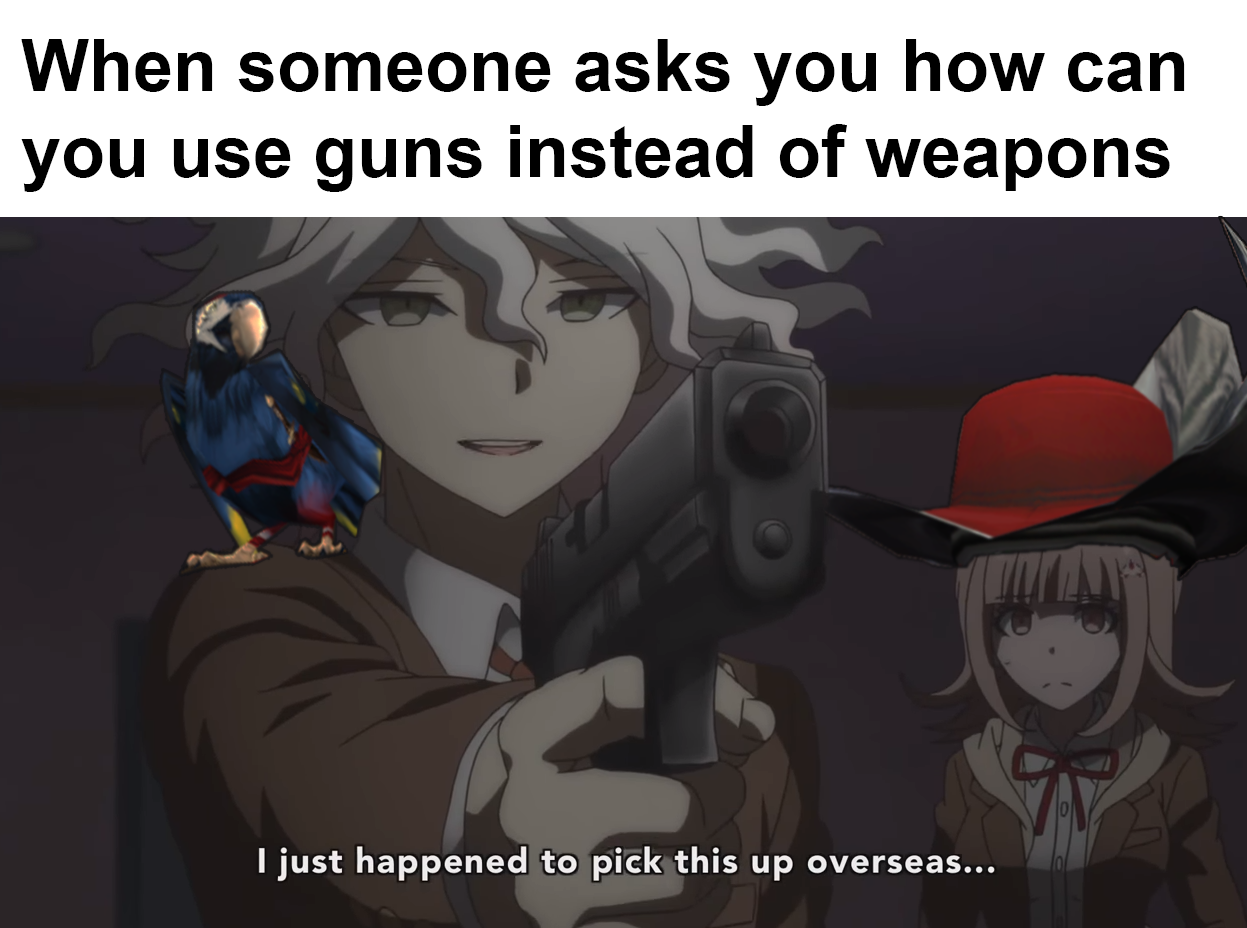 When someone asks you how can
you use guns instead of weapons
I just happened to pick this up overseas...